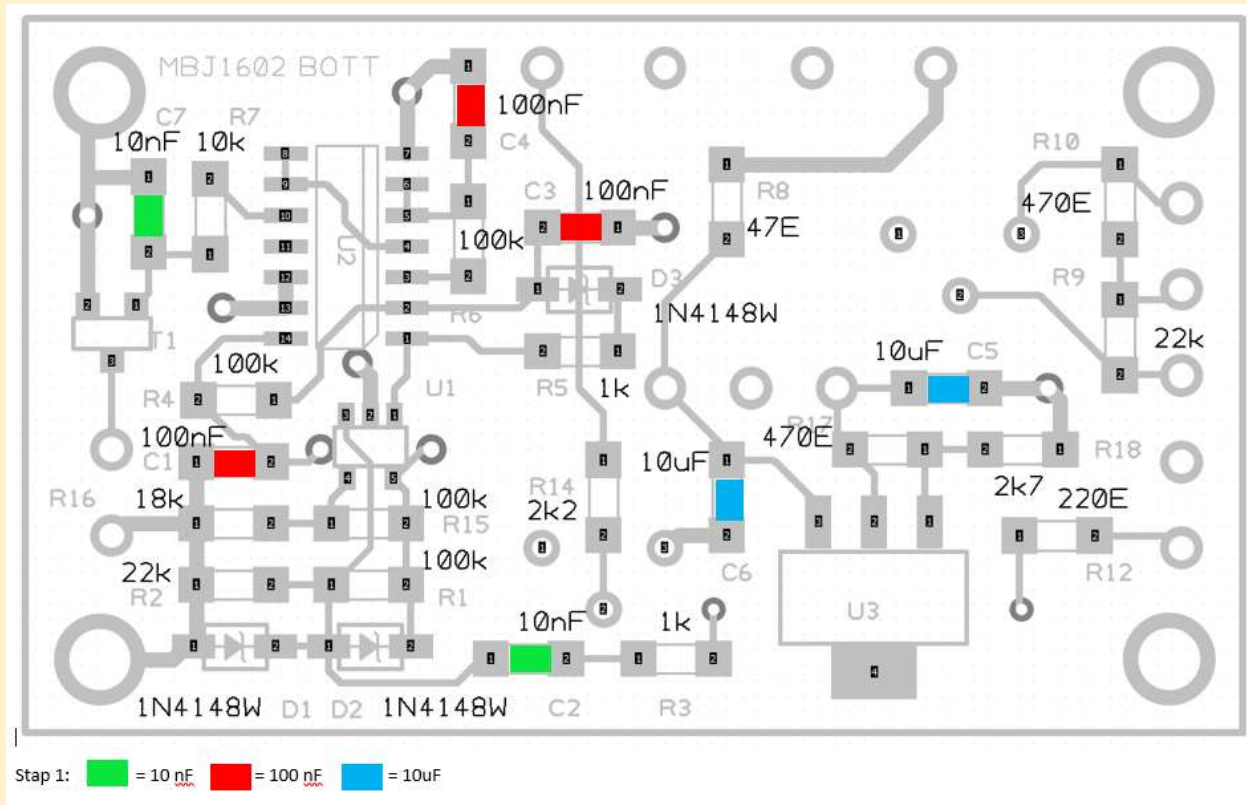 MBJ1602 BOTT
C7 R7
10nF 10k
100nF
C4
C3
100nF
100k
R10
R8
470E
47E
U2
D3
R9
1N4148W
R6
T1
100k
10uF C5
22k
R5
1k
R4
U1
100nF
C1
R17
470E
R18
10uF
R16
18k
100k
R15
R14
2k2
2k7
220E
22k
100k
R2
R1
C6
R12
10nF
1k
U3
1N4148W D1 D2 1N4148W
C2
R3
Stap 1: = 10 nF = 100 nF = 10uF